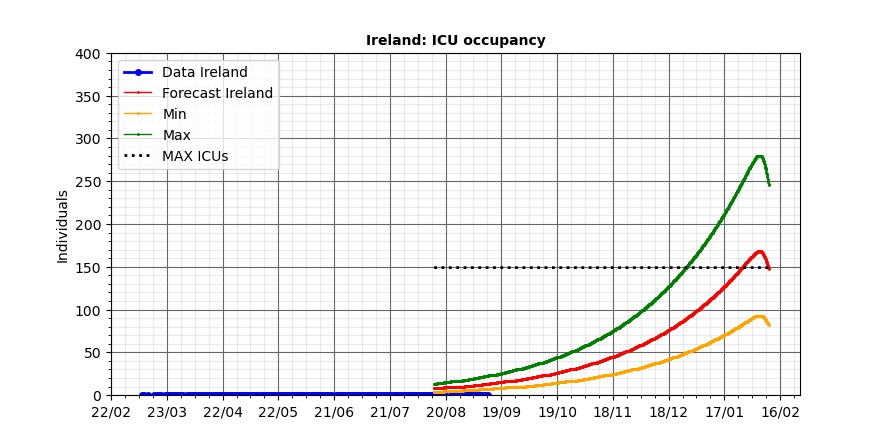 Ireland: ICU occupancy
Individuals
400
350
300
250
200
150
100
50
0
Data Ireland
Forecast Ireland
Min
Max
MAX ICUs
22/02 23/03 22/04 22/05 21/06 21/07 20/08 19/09 19/10 18/11 18/12 17/01 16/02